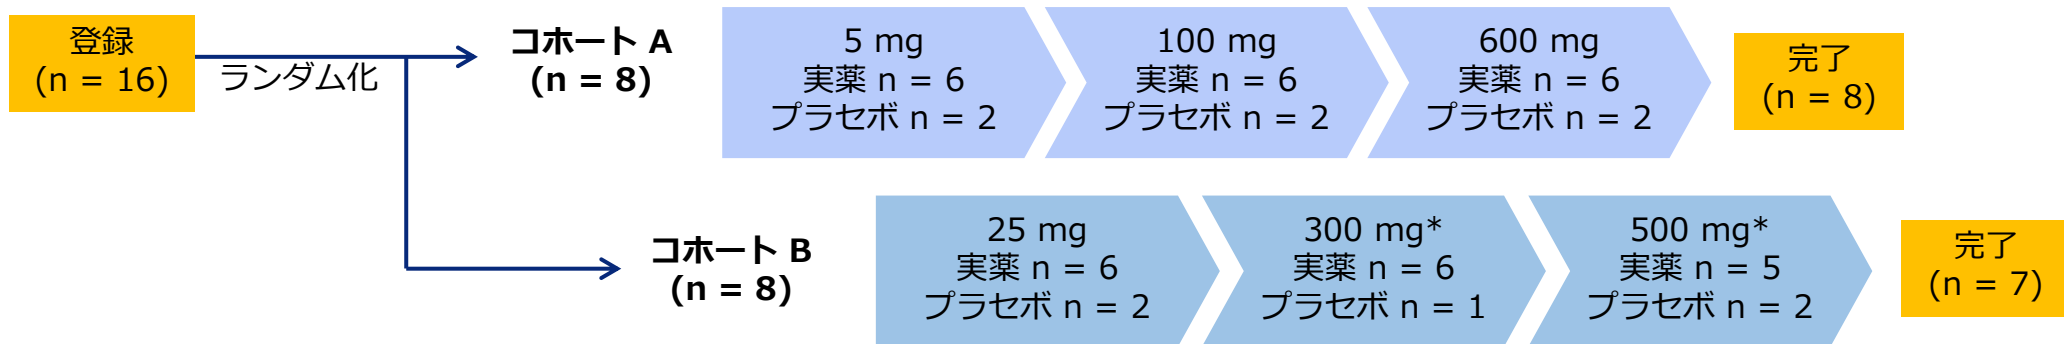 登録
(n = 16)
ランダム化
コホート A
(n = 8)
5 mg
実薬 n = 6
プラセボ n = 2
100 mg
実薬 n = 6
プラセボ n = 2
600 mg
実薬 n = 6
プラセボ n = 2
完了
(n = 8)
コホート B
(n = 8)
25 mg
実薬 n = 6
プラセボ n = 2
300 mg*
実薬 n = 6
プラセボ n = 1
500 mg*
実薬 n = 5
プラセボ n = 2
完了
(n = 7)